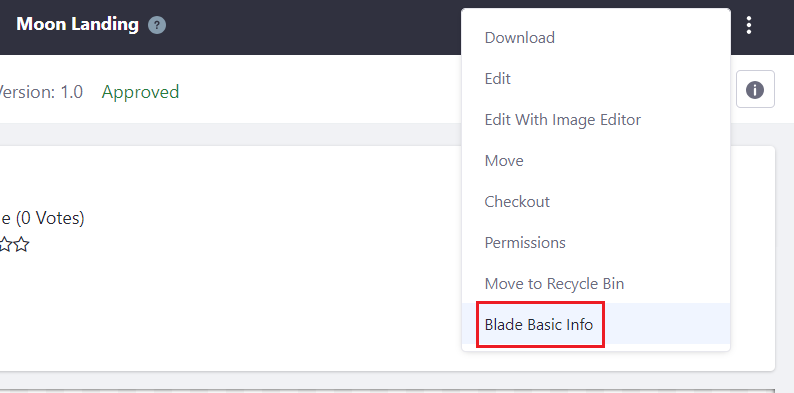 Moon Landing ?
Version: 1.0 Approved
Download
Edit
Edit With Image Editor
Move
Checkout
Permissions
Move to Recycle Bin
Blade Basic Info
e (0 Votes)